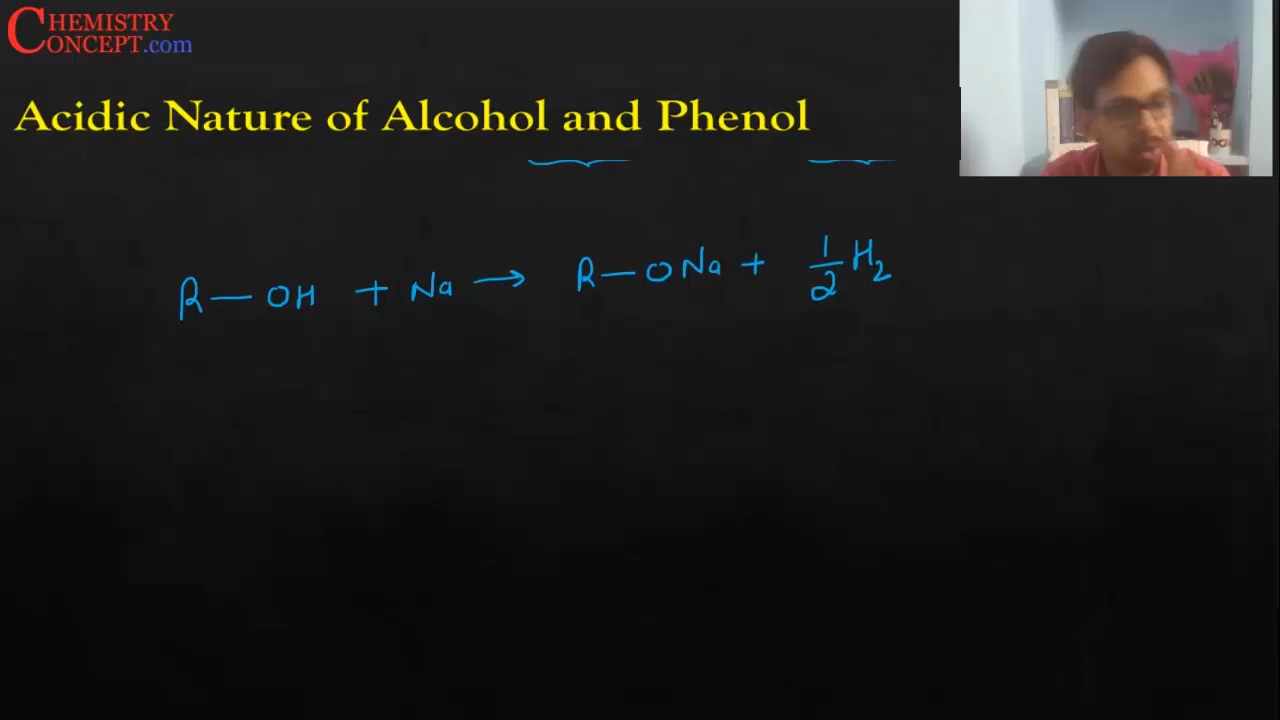 CHEMISTRY
CONCEPT.com
Acidic Nature of Alcohol and Phenol
R—OH + Na → R—ONa + 1/2 H₂